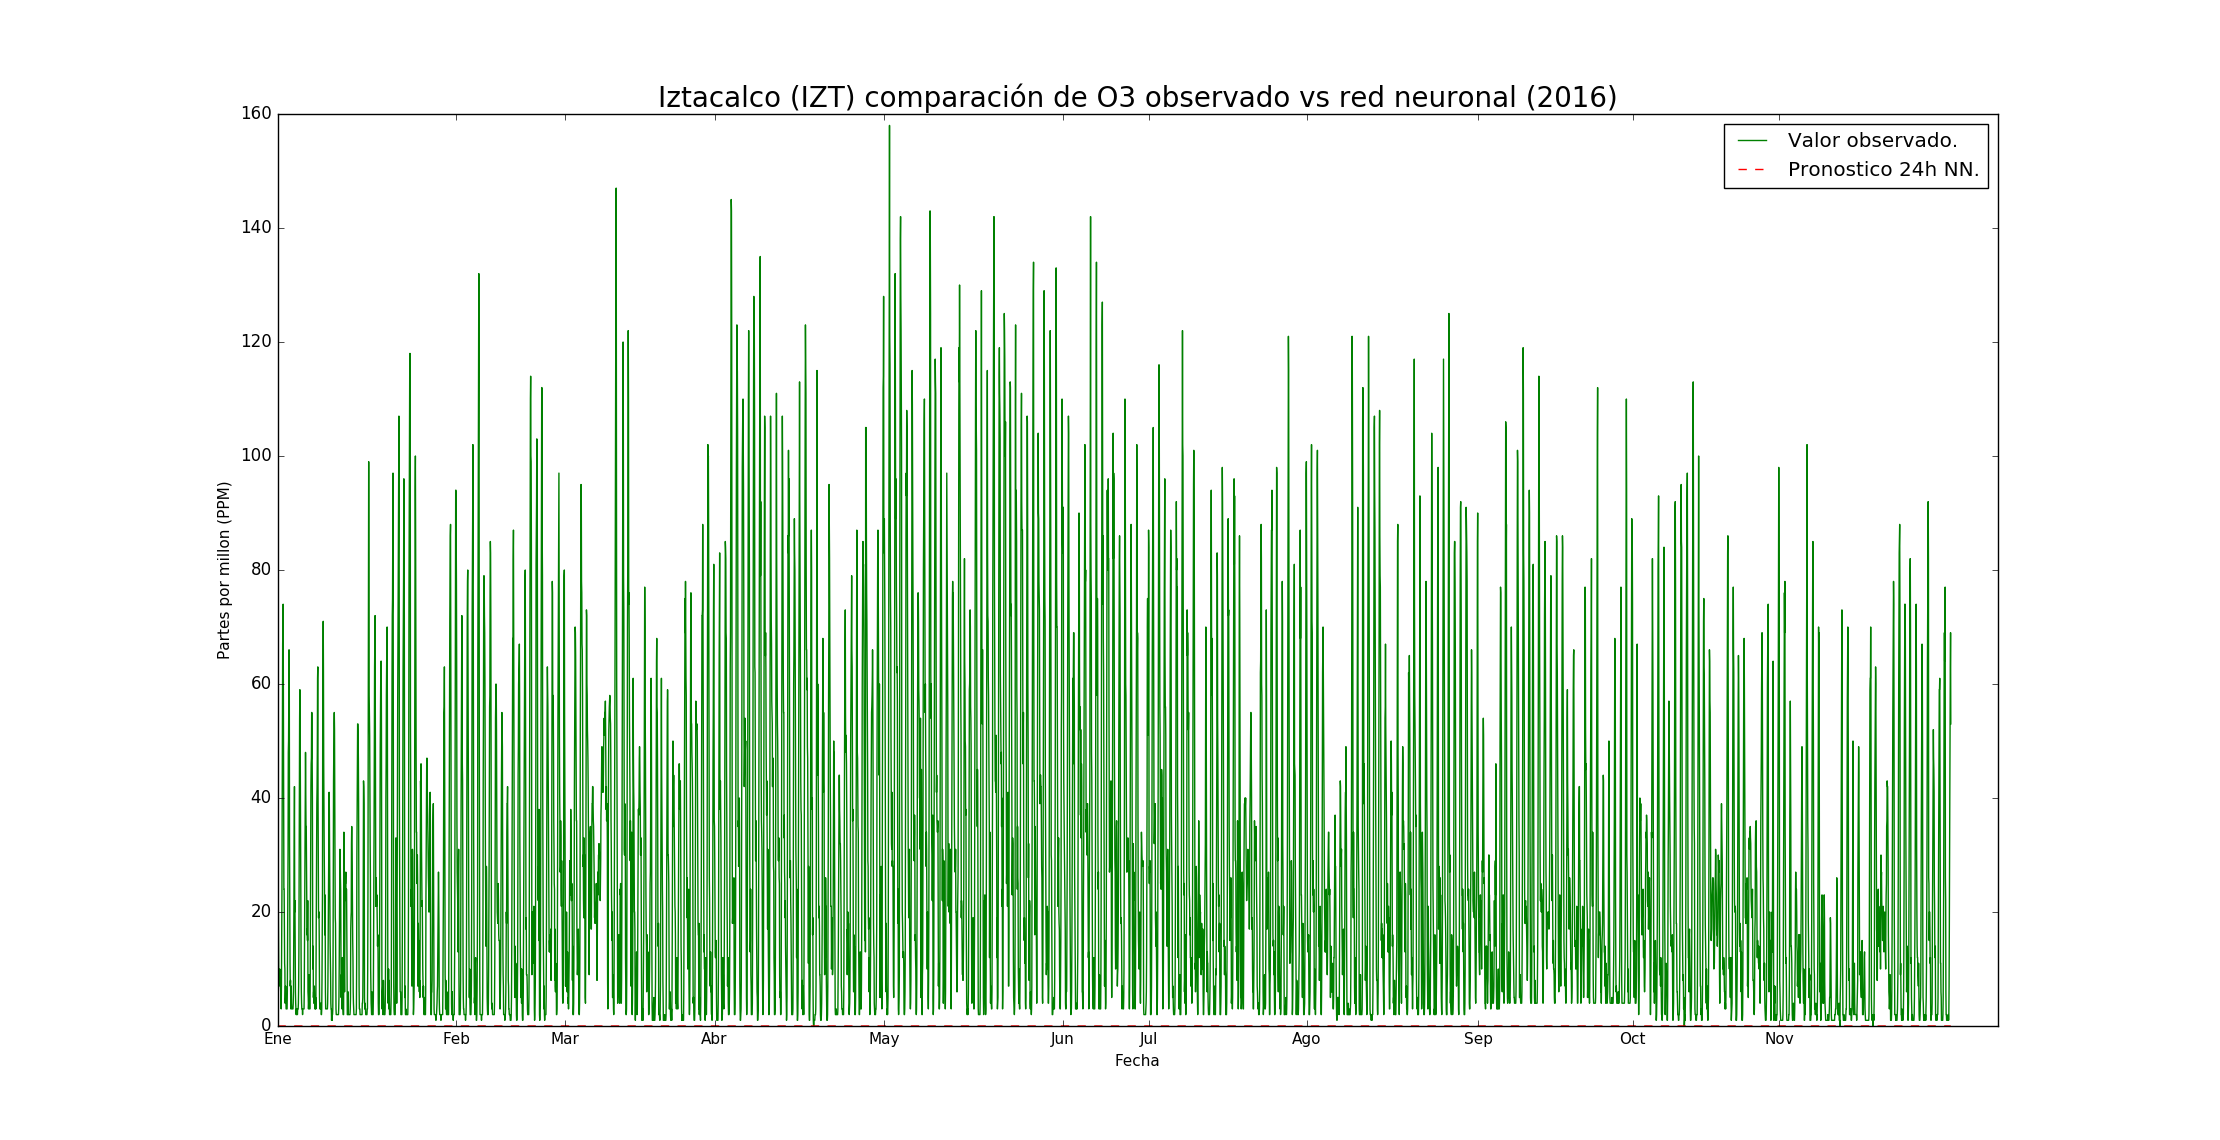 Iztacalco (IZT) comparación de O3 observado vs red neuronal (2016)
Valor observado.
Pronostico 24h NN.
160
140
120
100
80
60
40
20
0
Partes por millon (PPM)
Ene Feb Mar Abr May Jun Jul Ago Sep Oct Nov
Fecha